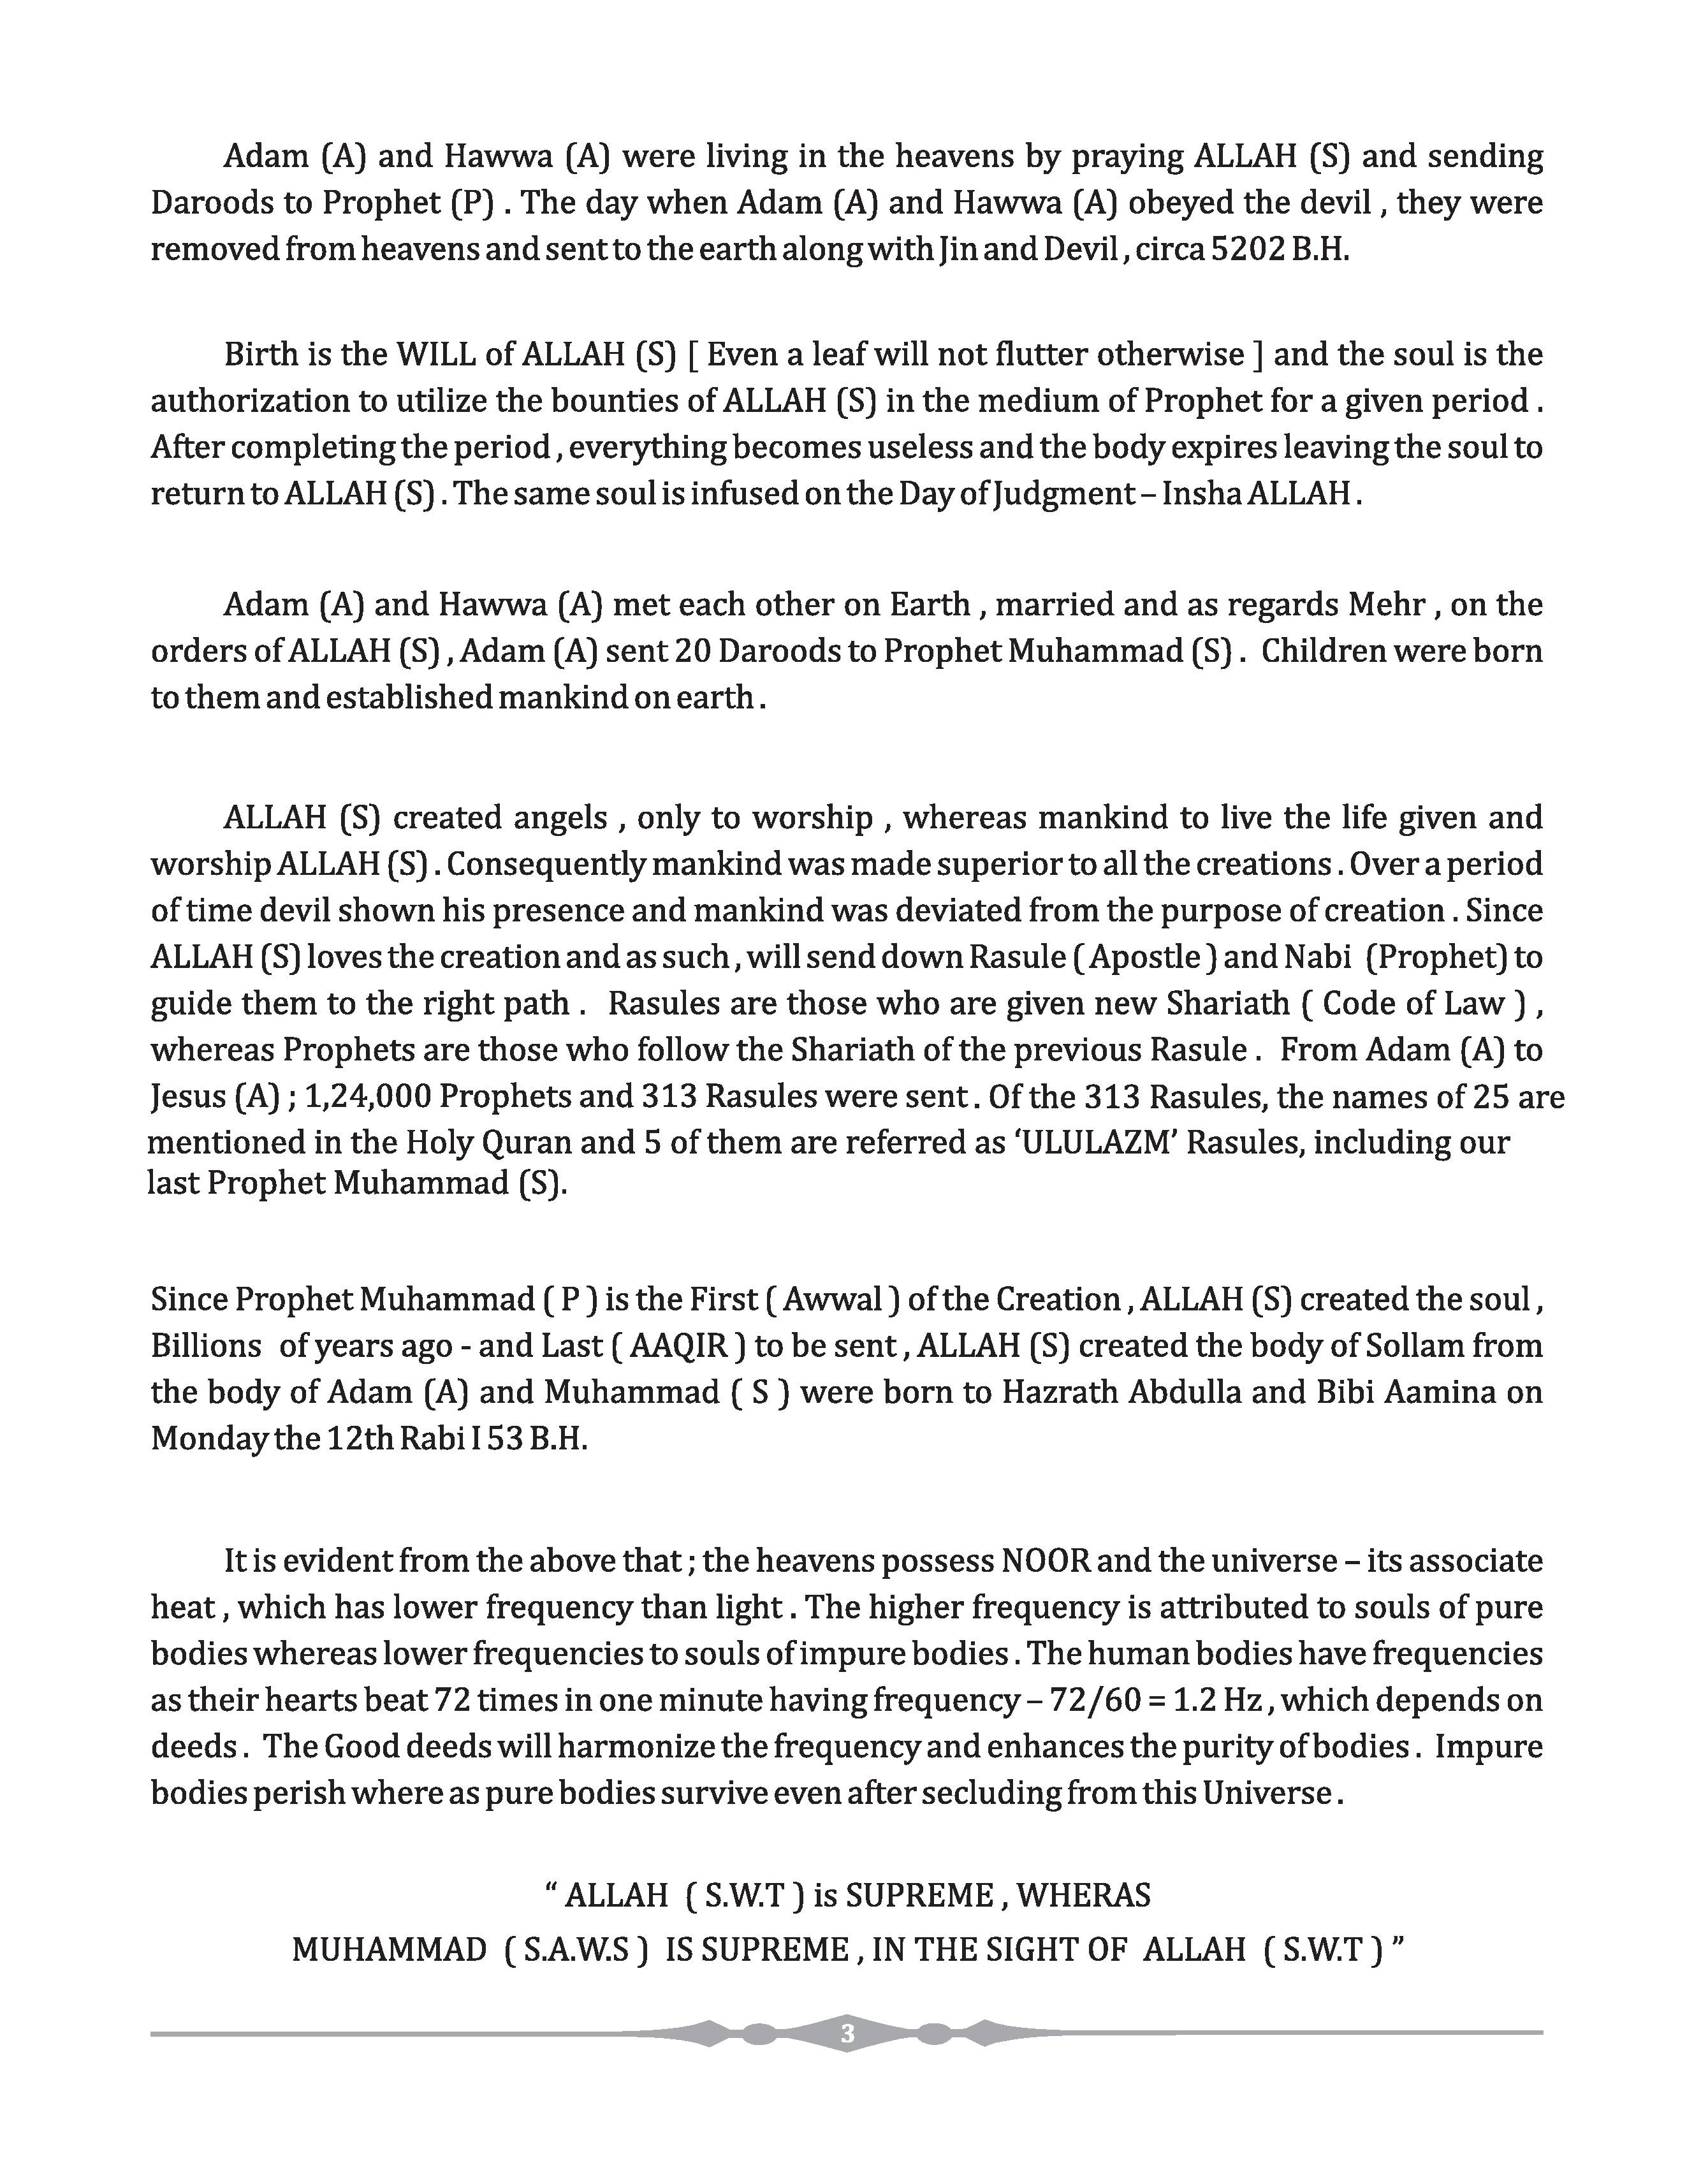 Adam (A) and Hawwa (A) were living in the heavens by praying ALLAH (S) and sending
Daroods to Prophet (P) . The day when Adam (A) and Hawwa (A) obeyed the devil , they were
removed from heavens and sent to the earth along with Jin and Devil , circa 5202 B.H.
Birth is the WILL of ALLAH (S) [ Even a leaf will not flutter otherwise ] and the soul is the
authorization to utilize the bounties of ALLAH (S) in the medium of Prophet for a given period .
After completing the period , everything becomes useless and the body expires leaving the soul to
return to ALLAH (S) . The same soul is infused on the Day of Judgment – Insha ALLAH .
Adam (A) and Hawwa (A) met each other on Earth , married and as regards Mehr , on the
orders of ALLAH (S) , Adam (A) sent 20 Daroods to Prophet Muhammad (S) . Children were born
to them and established mankind on earth .
ALLAH (S) created angels , only to worship , whereas mankind to live the life given and
worship ALLAH (S) . Consequently mankind was made superior to all the creations . Over a period
of time devil shown his presence and mankind was deviated from the purpose of creation . Since
ALLAH (S) loves the creation and as such , will send down Rasule ( Apostle ) and Nabi (Prophet) to
guide them to the right path . Rasules are those who are given new Shariath ( Code of Law ) ,
whereas Prophets are those who follow the Shariath of the previous Rasule . From Adam (A) to
Jesus (A) ; 1,24,000 Prophets and 313 Rasules were sent . Of the 313 Rasules, the names of 25 are
mentioned in the Holy Quran and 5 of them are referred as ‘ULULAZM’ Rasules, including our
last Prophet Muhammad (S).
Since Prophet Muhammad ( P ) is the First ( Awwal ) of the Creation , ALLAH (S) created the soul ,
Billions of years ago - and Last ( AAQIR ) to be sent , ALLAH (S) created the body of Sollam from
the body of Adam (A) and Muhammad ( S ) were born to Hazrath Abdulla and Bibi Aamina on
Monday the 12th Rabi I 53 B.H.
It is evident from the above that ; the heavens possess NOOR and the universe – its associate
heat , which has lower frequency than light . The higher frequency is attributed to souls of pure
bodies whereas lower frequencies to souls of impure bodies . The human bodies have frequencies
as their hearts beat 72 times in one minute having frequency – 72/60 = 1.2 Hz , which depends on
deeds . The Good deeds will harmonize the frequency and enhances the purity of bodies . Impure
bodies perish where as pure bodies survive even after secluding from this Universe .
“ ALLAH ( S.W.T ) is SUPREME , WHERAS
MUHAMMAD ( S.A.W.S ) IS SUPREME , IN THE SIGHT OF ALLAH ( S.W.T ) ”
3